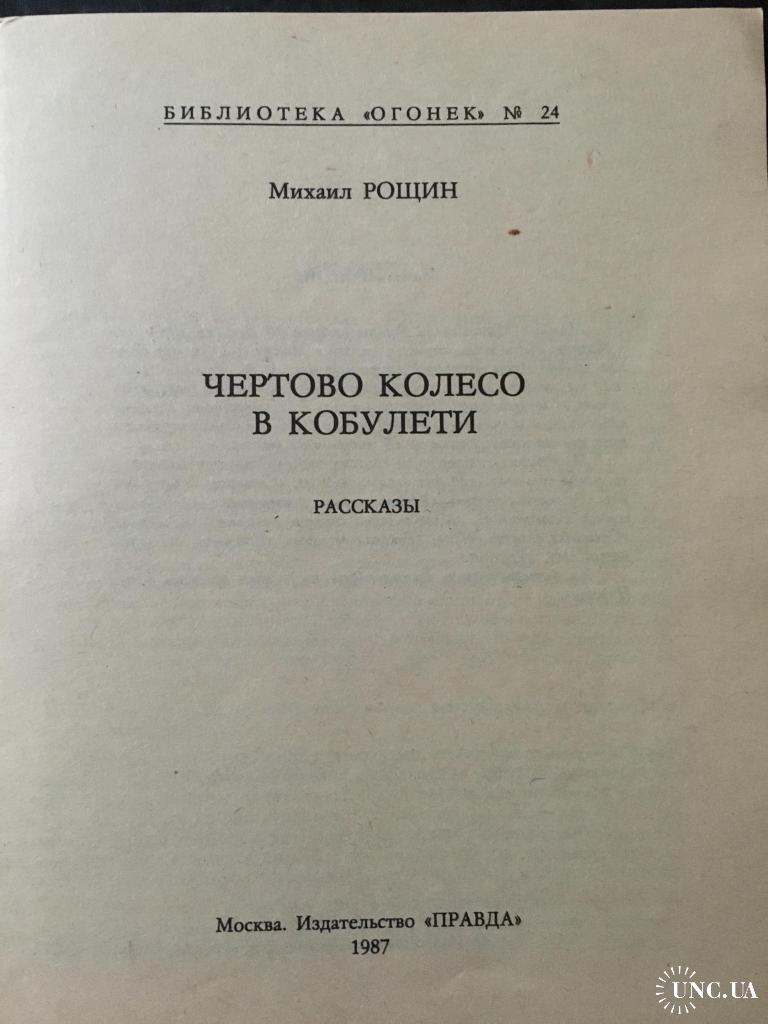 БИБЛИОТЕКА «ОГОНЕК» № 24
Михаил РОЩИН
ЧЕРТОВО КОЛЕСО
В КОБУЛЕТИ
РАССКАЗЫ
Москва. Издательство «ПРАВДА»
1987
UNC.UA